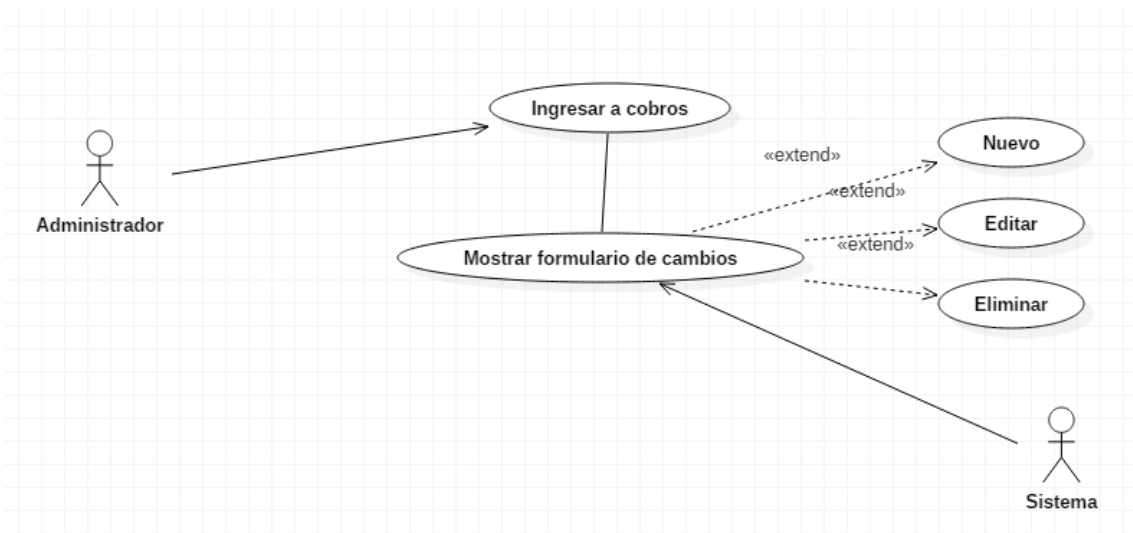 Ingresar a cobros
«extend»
Nuevo
Administrador
«extend»
Editar
«extend»
Mostrar formulario de cambios
Eliminar
Sistema